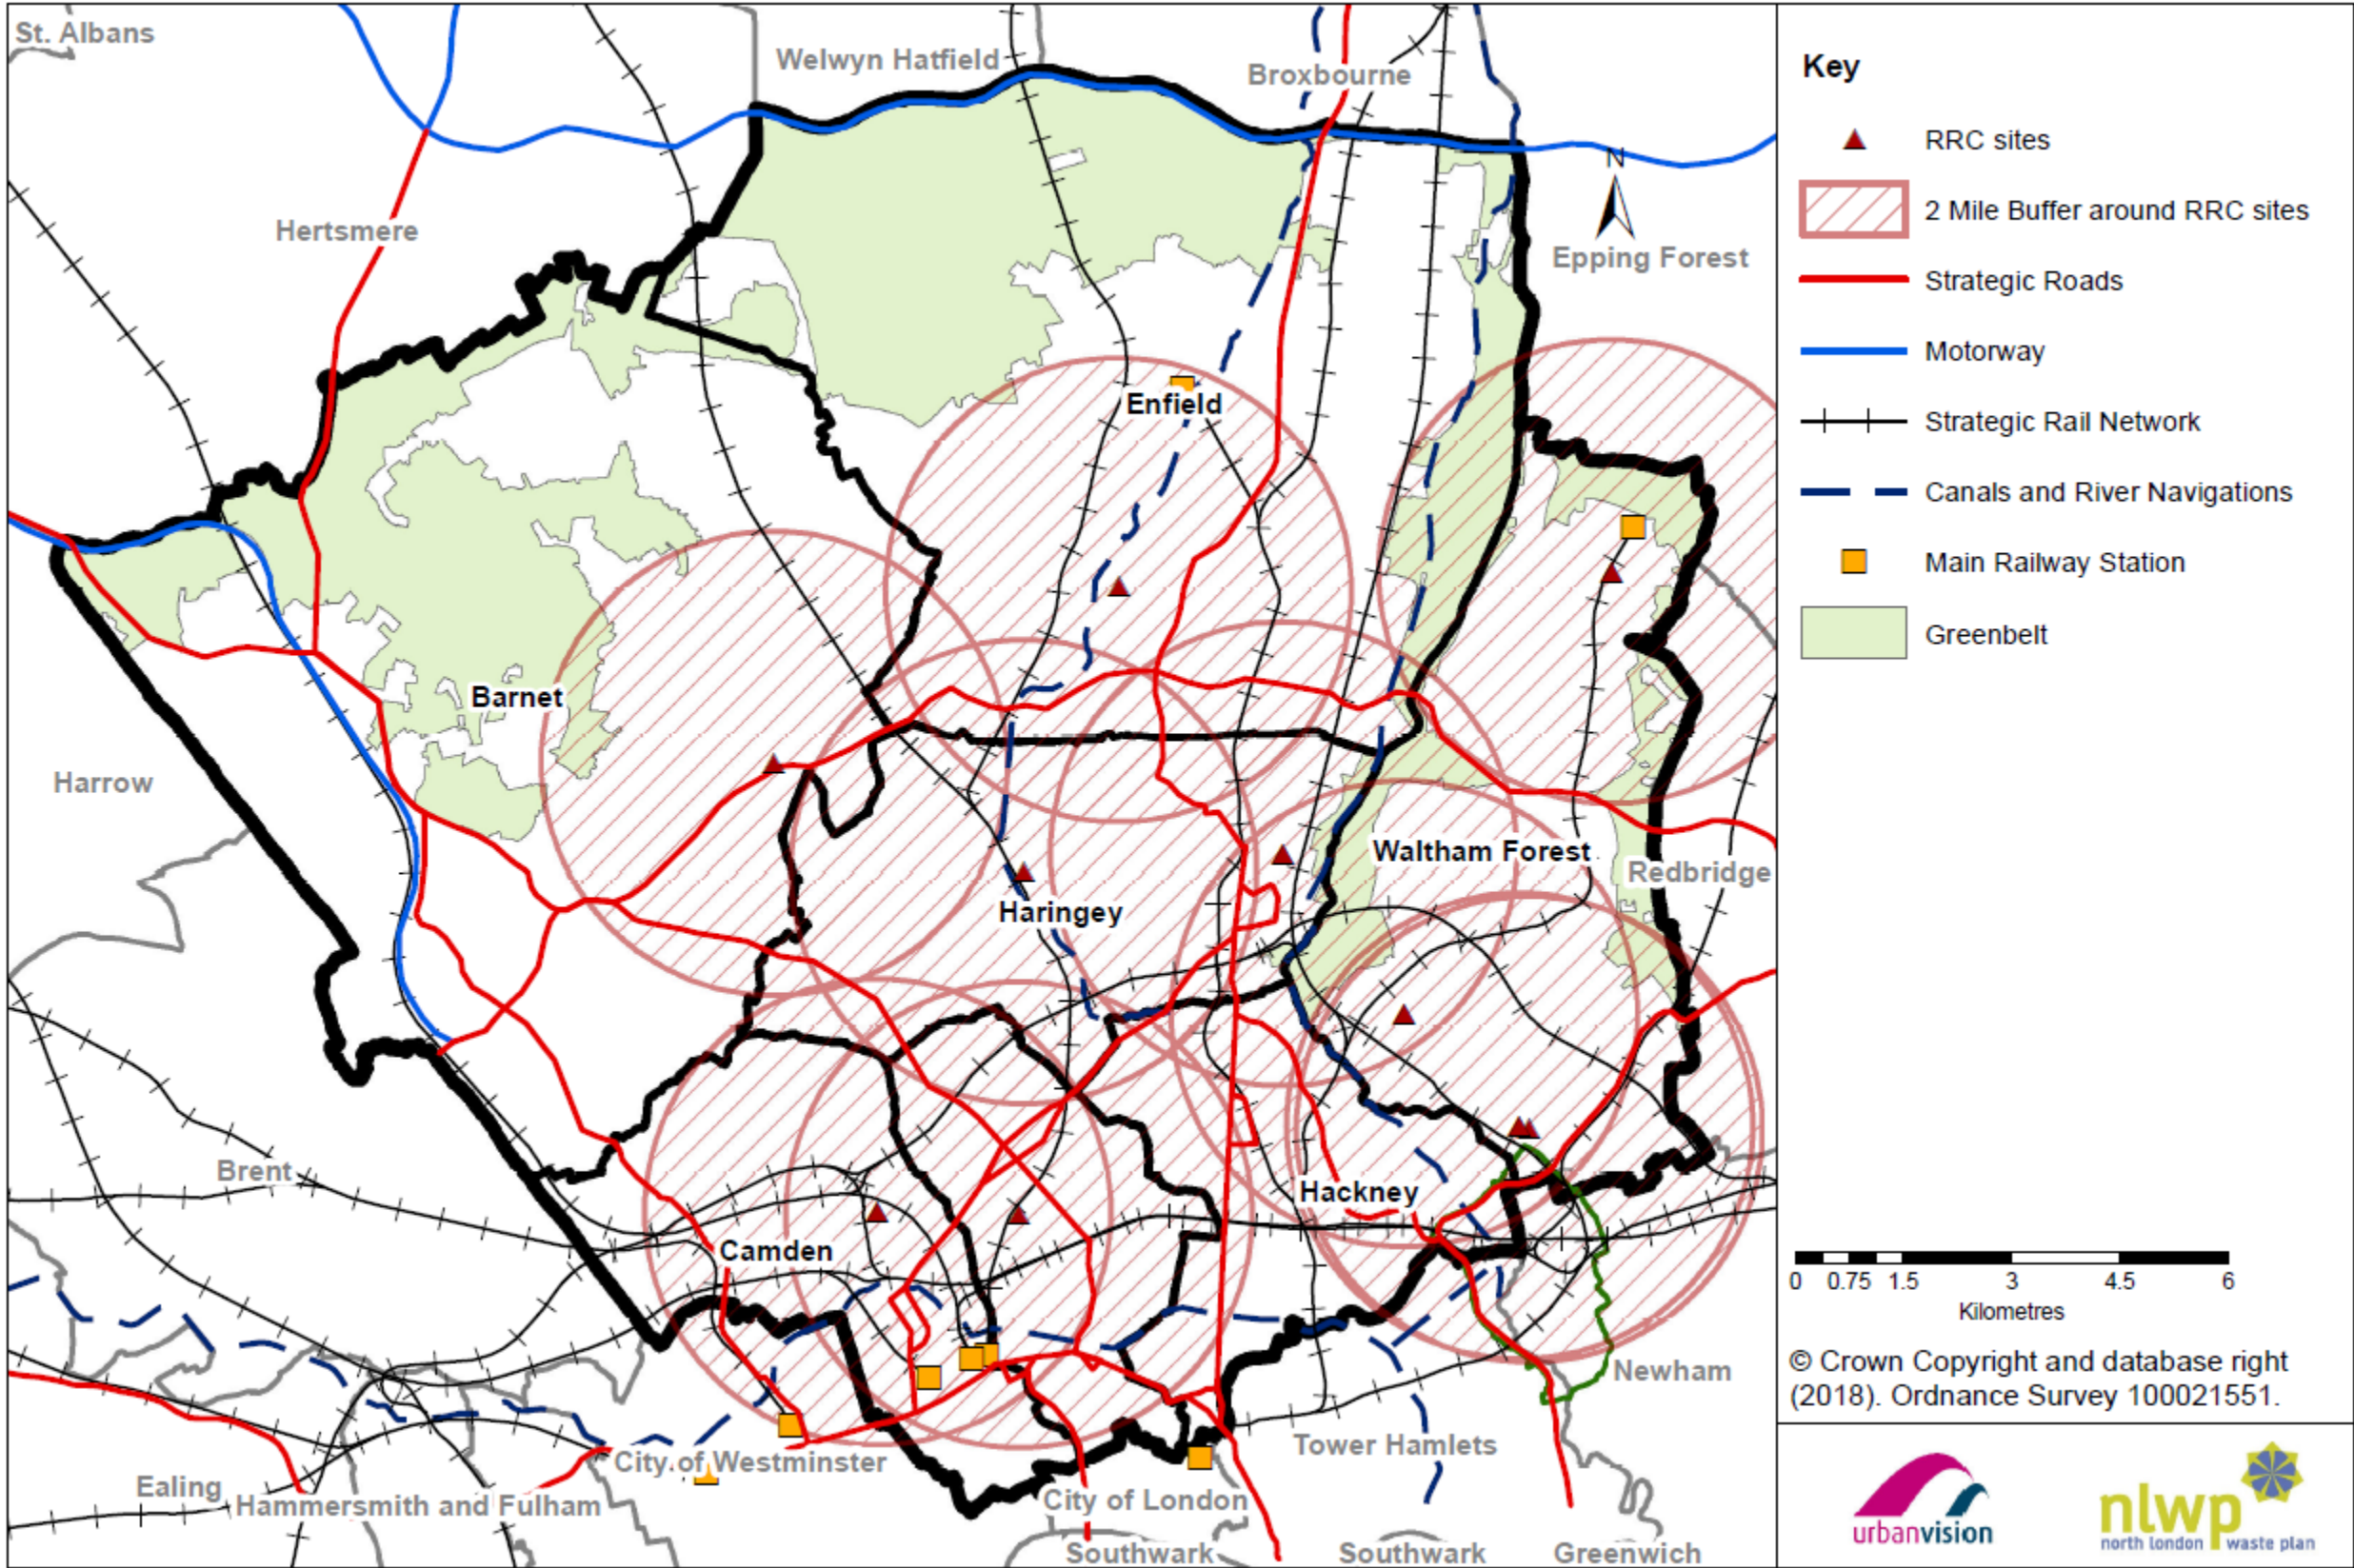 St. Albans
Welwyn Hatfield
Broxbourne
Hertsmere
Epping Forest
N
Enfield
Barnet
Harrow
Waltham Forest
Redbridge
Haringey
Brent
Hackney
Camden
Newham
Tower Hamlets
City of Westminster
Ealing
Hammersmith and Fulham
City of London
Southwark
Southwark
Greenwich
Key
RRC sites
2 Mile Buffer around RRC sites
Strategic Roads
Motorway
Strategic Rail Network
Canals and River Navigations
Main Railway Station
Greenbelt
0 0.75 1.5 3 4.5 6
Kilometres
© Crown Copyright and database right
(2018). Ordnance Survey 100021551.
urbanvision
nlwp
north london waste plan